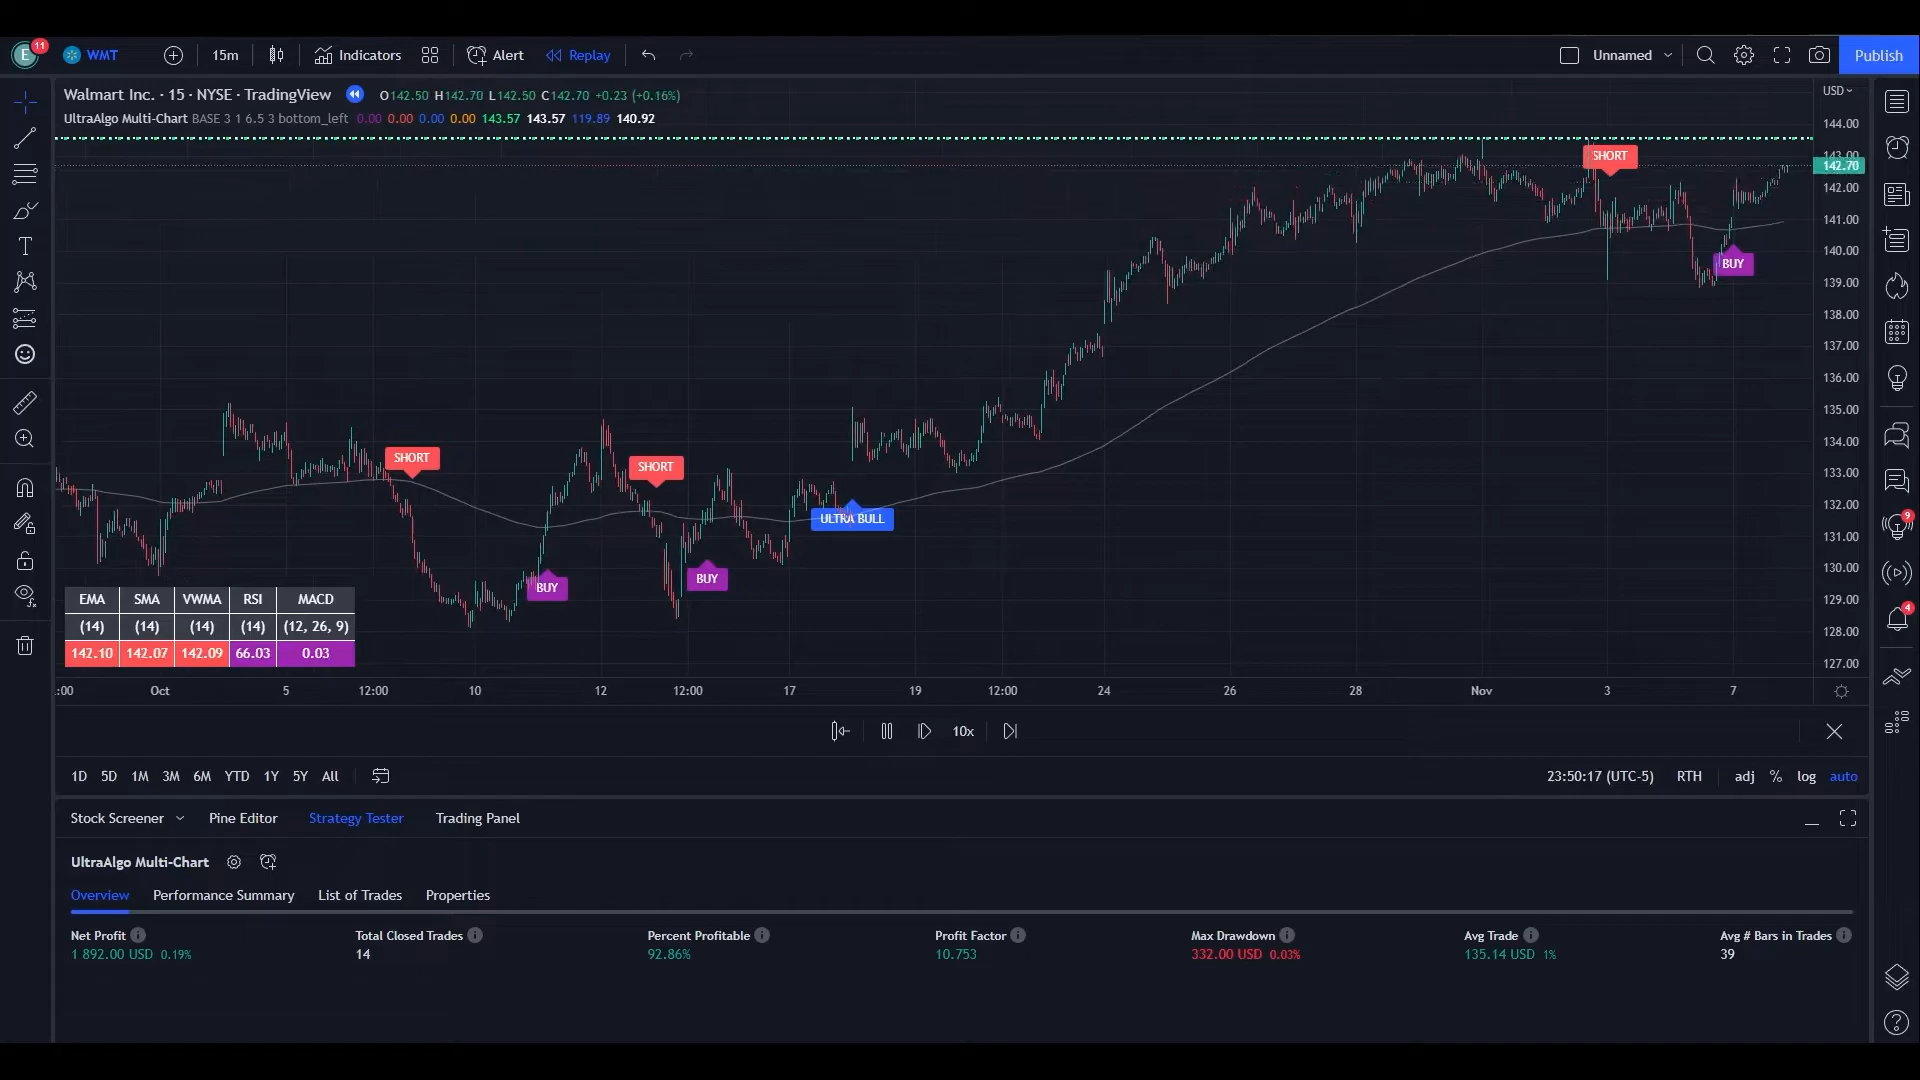 E 11 WMT 15m Indicators Alert Replay Unnamed Publish
Walmart Inc. · 15 · NYSE · TradingView O142.50 H142.70 L142.50 C142.70 +0.23 (+0.16%)
UltraAlgo Multi-Chart BASE 3 1 6.5 3 bottom_left 0.00 0.00 0.00 0.00 143.57 143.57 119.89 140.92
USD
144.00
143.00
142.70
142.00
141.00
140.00
139.00
138.00
137.00
136.00
135.00
134.00
133.00
132.00
131.00
130.00
129.00
128.00
127.00
SHORT
BUY
SHORT
SHORT
ULTRA BULL
BUY
BUY
EMA SMA VWMA RSI MACD
(14) (14) (14) (14) (12, 26, 9)
142.10 142.07 142.09 66.03 0.03
:00 Oct 5 12:00 10 12 12:00 17 19 12:00 24 26 28 Nov 3 7
10x
1D 5D 1M 3M 6M YTD 1Y 5Y All 23:50:17 (UTC-5) RTH adj % log auto
Stock Screener Pine Editor Strategy Tester Trading Panel
UltraAlgo Multi-Chart
Overview Performance Summary List of Trades Properties
Net Profit Total Closed Trades Percent Profitable Profit Factor Max Drawdown Avg Trade Avg # Bars in Trades
1 892.00 USD 0.19% 14 92.86% 10.753 332.00 USD 0.03% 135.14 USD 1% 39
9
4